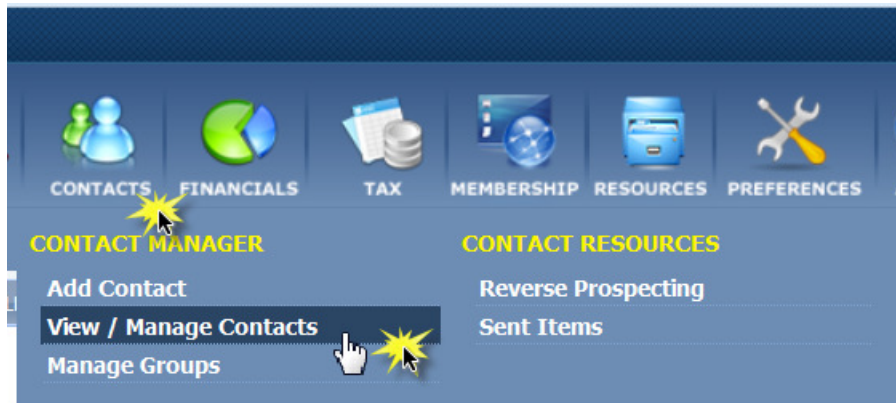 CONTACTS FINANCIALS TAX MEMBERSHIP RESOURCES PREFERENCES
CONTACT MANAGER CONTACT RESOURCES
Add Contact Reverse Prospecting
View / Manage Contacts Sent Items
Manage Groups